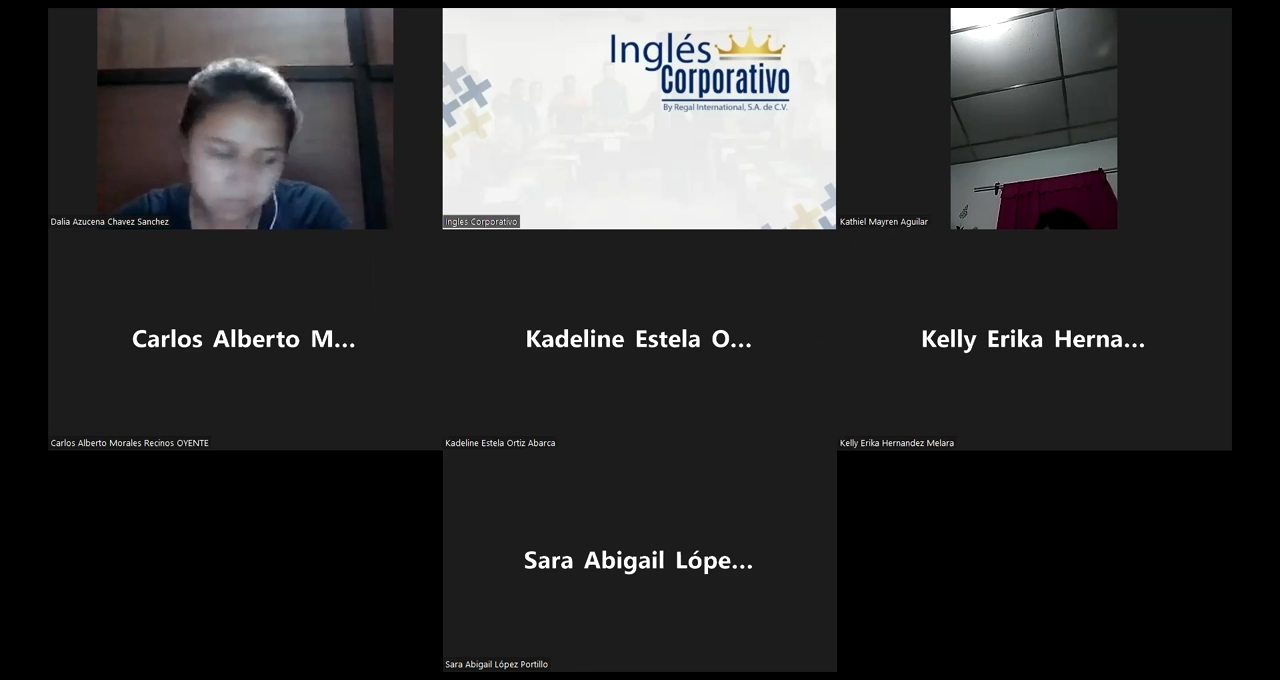 Inglés
Corporativo
By Regal International, S.A. de C.V.
Dalia Azucena Chavez Sanchez
Ingles Corporativo
Kathiel Mayren Aguilar
Carlos Alberto M...
Kadeline Estela O...
Kelly Erika Herna...
Carlos Alberto Morales Recinos OYENTE
Kadeline Estela Ortiz Abarca
Kelly Erika Hernandez Melara
Sara Abigail Lópe...
Sara Abigail López Portillo